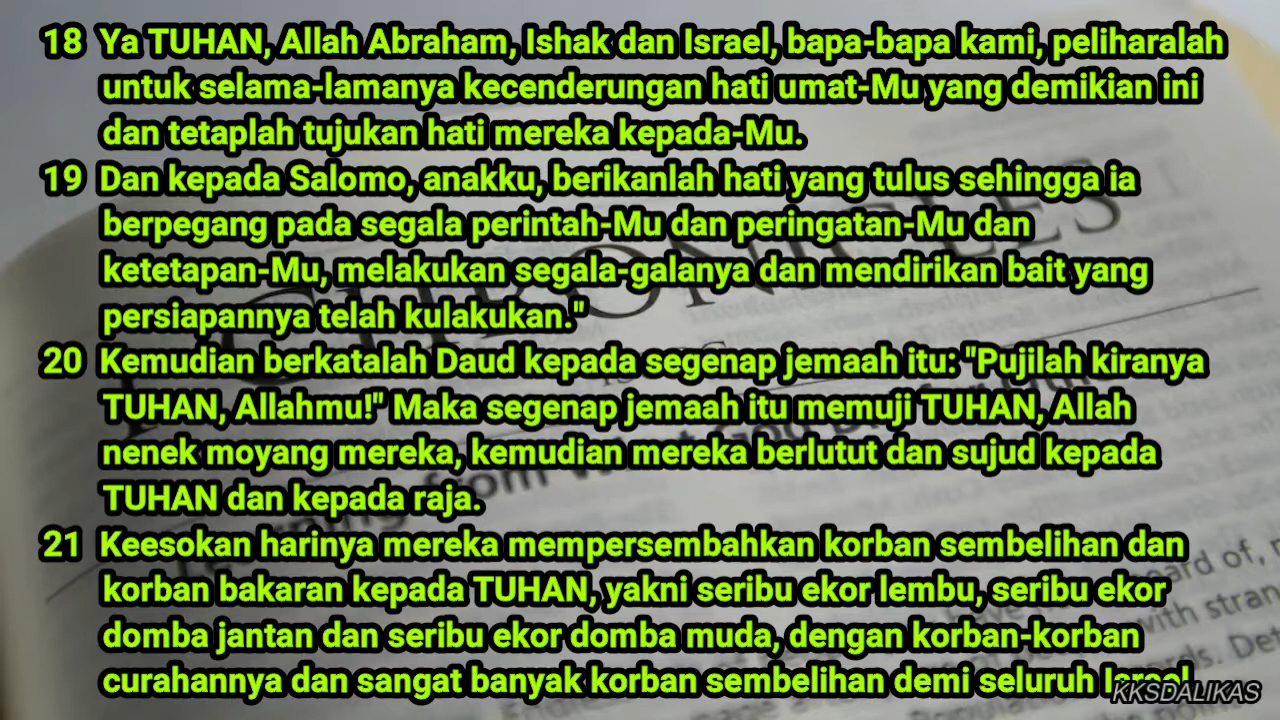 18 Ya TUHAN, Allah Abraham, Ishak dan Israel, bapa-bapa kami, peliharalah
untuk selama-lamanya kecenderungan hati umat-Mu yang demikian ini
dan tetaplah tujukan hati mereka kepada-Mu.
19 Dan kepada Salomo, anakku, berikanlah hati yang tulus sehingga ia
berpegang pada segala perintah-Mu dan peringatan-Mu dan
ketetapan-Mu, melakukan segala-galanya dan mendirikan bait yang
persiapannya telah kulakukan."
20 Kemudian berkatalah Daud kepada segenap jemaah itu: "Pujilah kiranya
TUHAN, Allahmu!" Maka segenap jemaah itu memuji TUHAN, Allah
nenek moyang mereka, kemudian mereka berlutut dan sujud kepada
TUHAN dan kepada raja.
21 Keesokan harinya mereka mempersembahkan korban sembelihan dan
korban bakaran kepada TUHAN, yakni seribu ekor lembu, seribu ekor
domba jantan dan seribu ekor domba muda, dengan korban-korban
curahannya dan sangat banyak korban sembelihan demi seluruh Israel.
KKSDALIKAS